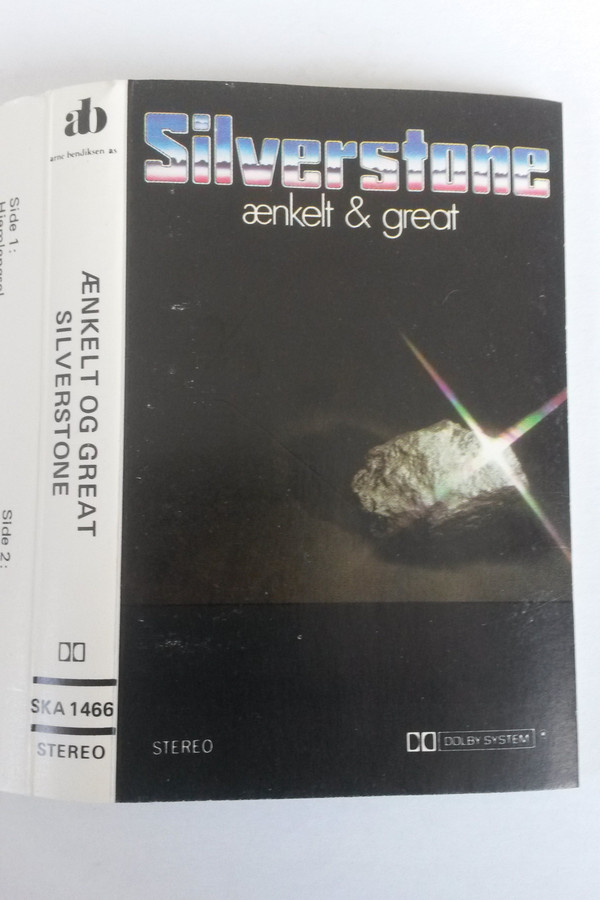 Silverstone
ænkelt & great
STEREO
DOLBY SYSTEM
ab
arne bendiksen as
ÆNKELT OG GREAT
SILVERSTONE
SKA 1466
STEREO
Side 1:
Side 2: